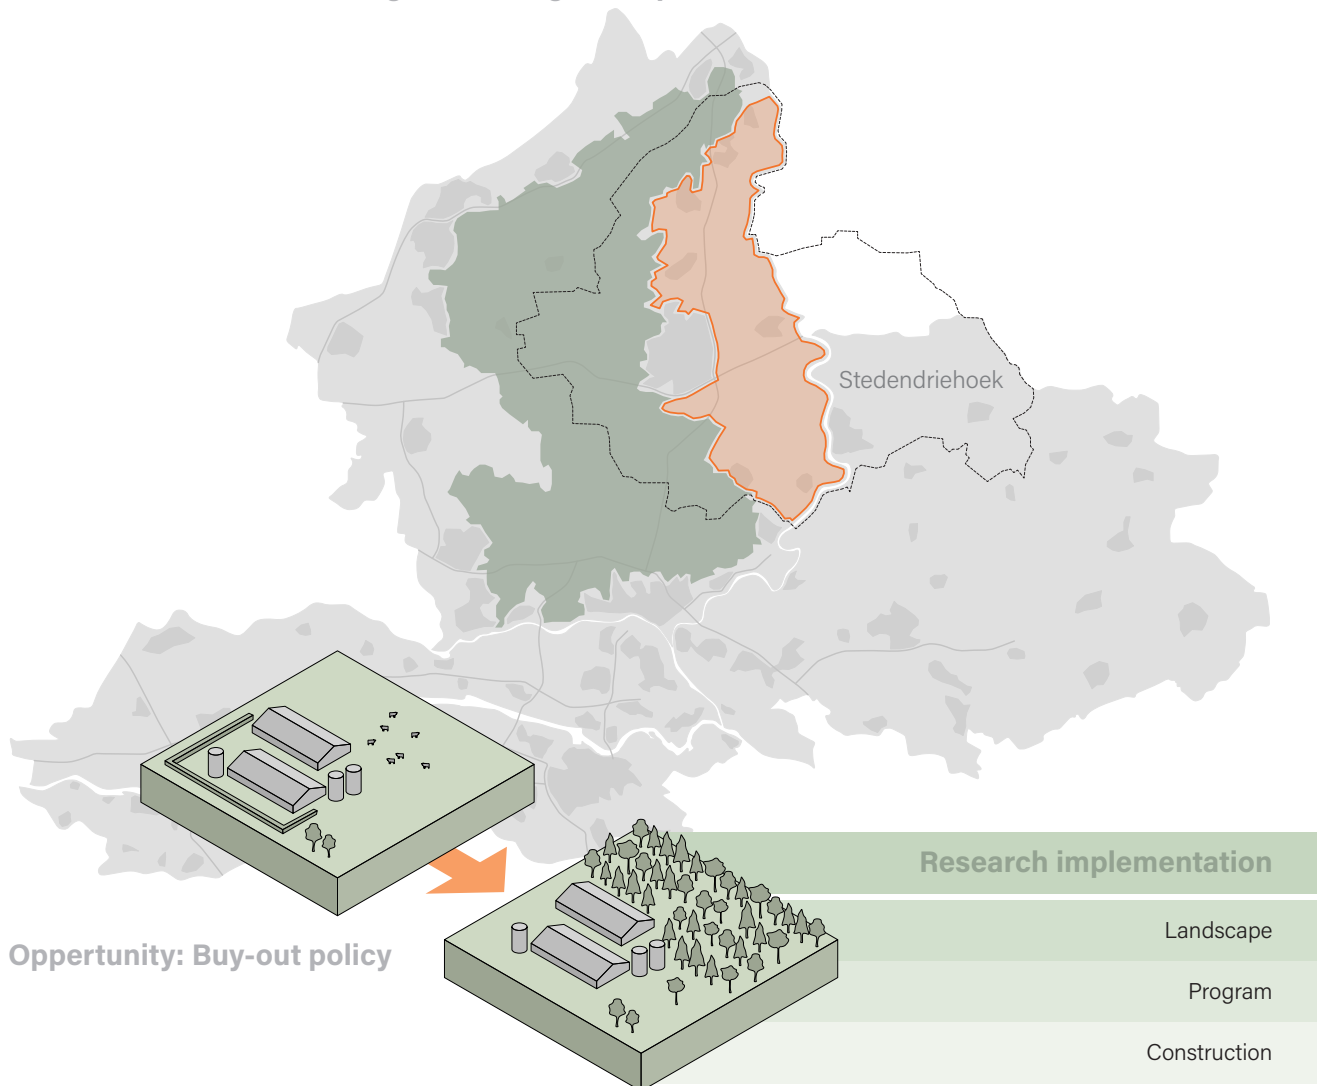 Stedendriehoek
Oppertunity: Buy-out policy
Research implementation
Landscape
Program
Construction